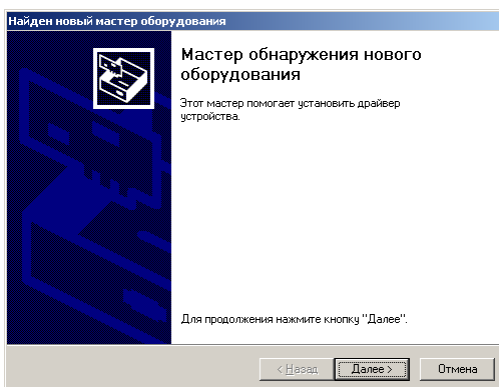 Найден новый мастер оборудования
Мастер обнаружения нового
оборудования
Этот мастер помогает установить драйвер
устройства.
Для продолжения нажмите кнопку "Далее".
< Назад
Далее >
Отмена